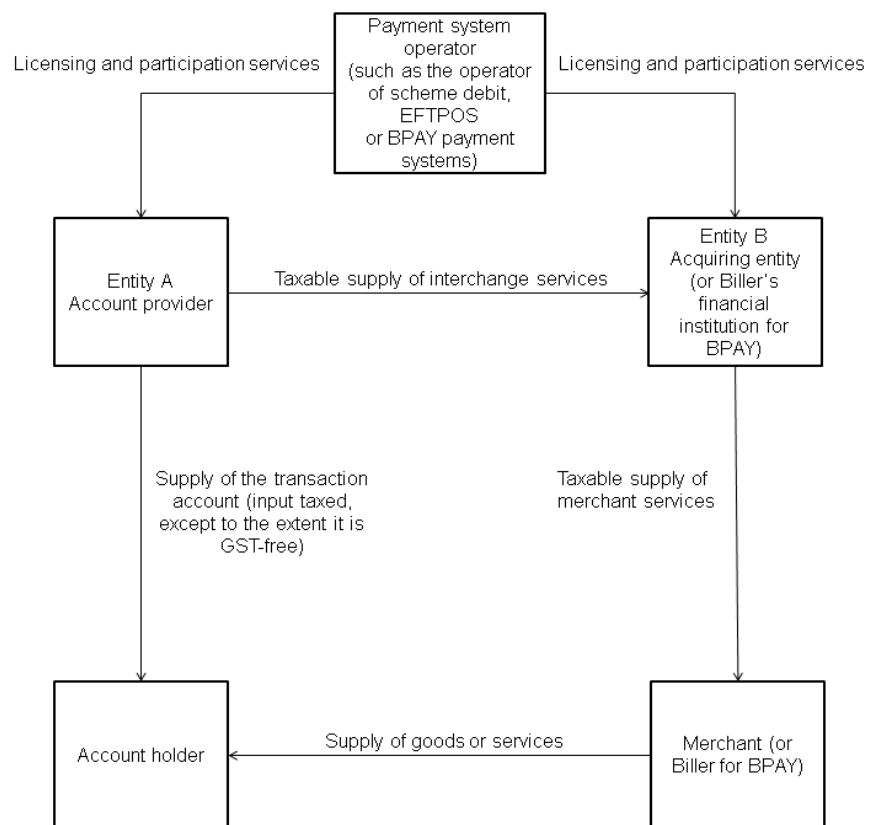 Payment system
operator
(such as the operator
of scheme debit,
EFTPOS
or BPAY payment
systems)
Licensing and participation services
Licensing and participation services
Entity A
Account provider
Taxable supply of interchange services
Entity B
Acquiring entity
(or Biller's
financial
institution for
BPAY)
Supply of the transaction
account (input taxed,
except to the extent it is
GST-free)
Taxable supply of
merchant services
Account holder
Supply of goods or services
Merchant (or
Biller for BPAY)